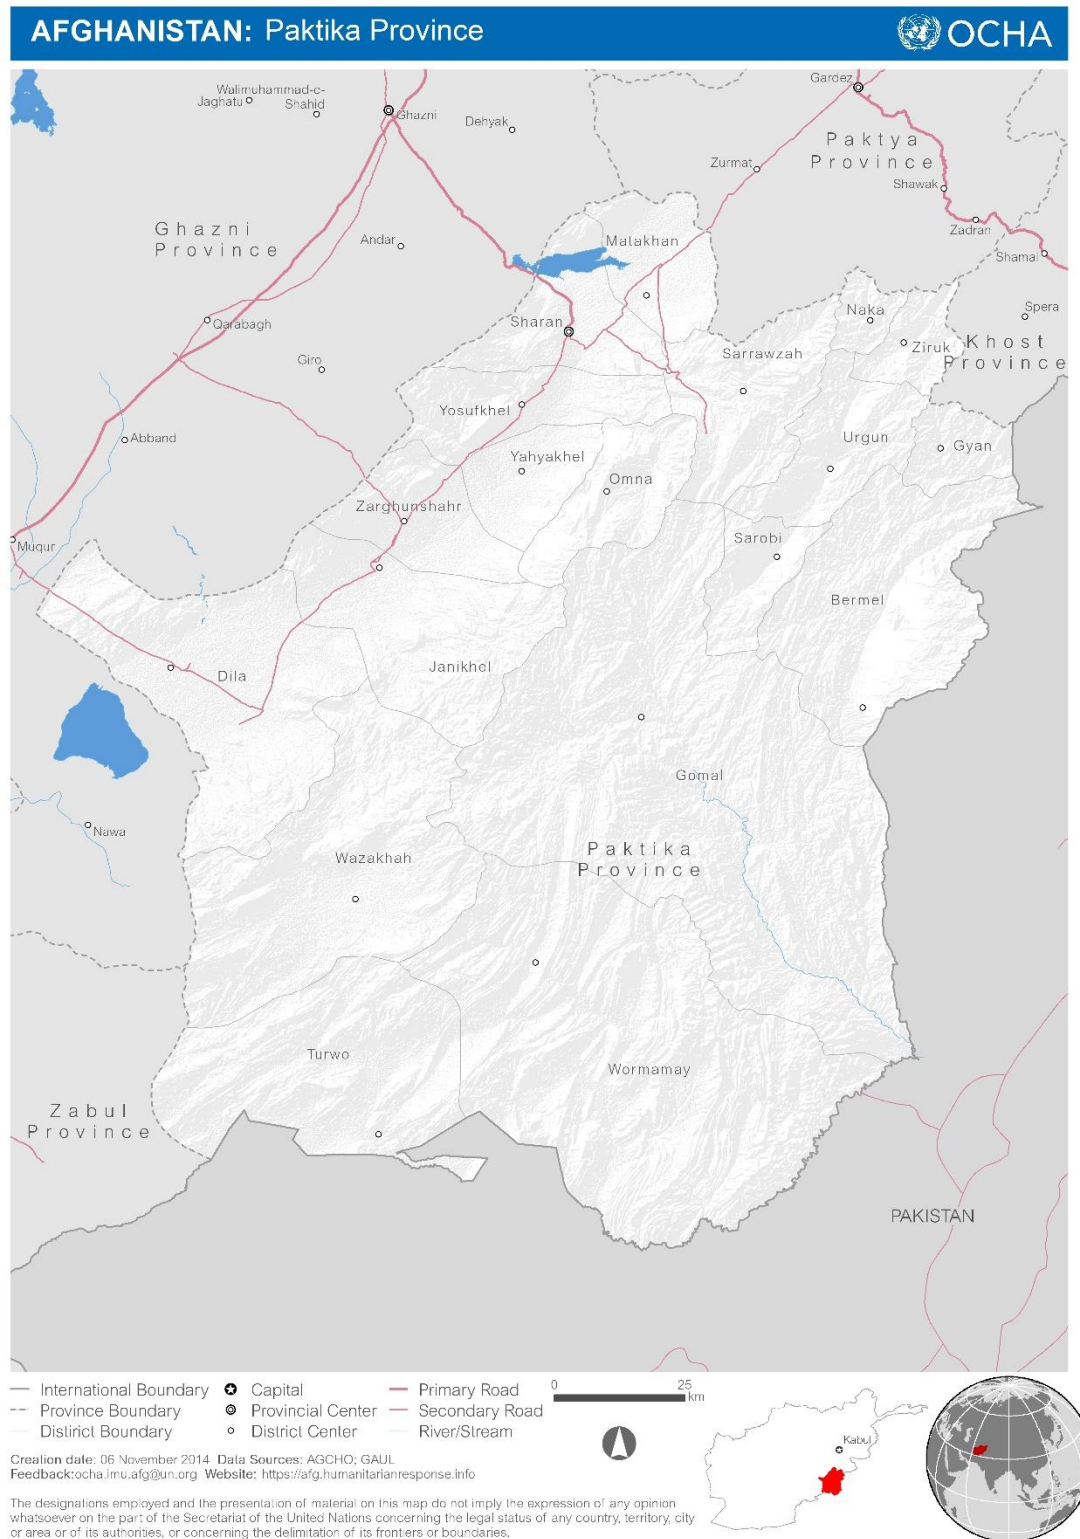 AFGHANISTAN: Paktika Province
OCHA
Gardez
Walimuhammad-e-
Shahid
Jaghatu
Ghazni
Dehyak
Paktya
Province
Zurmat
Shawak
Zadran
Ghazni
Province
Andar
Matakhan
Shamal
Qarabagh
Sharan
Naka
Spera
Ziruk
Khost
Province
Giro
Sarrawzah
Yosufkhel
Abband
Urgun
Gyan
Yahyakhel
Omna
Zarghunshahr
Sarobi
Muqur
Bermel
Dila
Janikhel
Gomal
Nawa
Paktika
Province
Wazakhah
Turwo
Wormamay
Zabul
Province
PAKISTAN
International Boundary
Province Boundary
Distirict Boundary
Capital
Provincial Center
District Center
Primary Road
Secondary Road
River/Stream
0 25
km
Kabul
Creation date: 06 November 2014 Data Sources: AGCHO; GAUL
Feedback:ocha.imu.afg@un.org Website: https://afg.humanitarianresponse.info
The designations employed and the presentation of material on this map do not imply the expression of any opinion
whatsoever on the part of the Secretariat of the United Nations concerning the legal status of any country, territory, city
or area or of its authorities, or concerning the delimitation of its frontiers or boundaries.